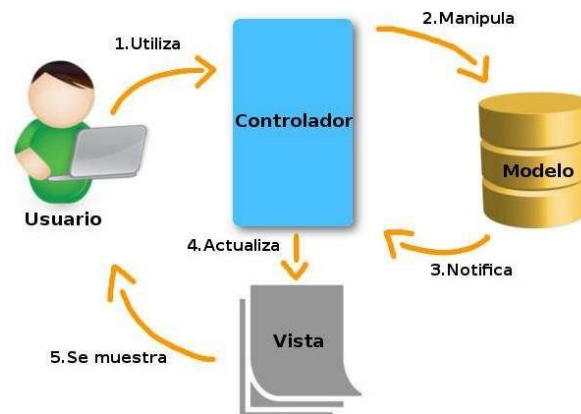 1.Utiliza
2.Manipula
Controlador
Modelo
Usuario
4.Actualiza
3.Notifica
Vista
5.Se muestra